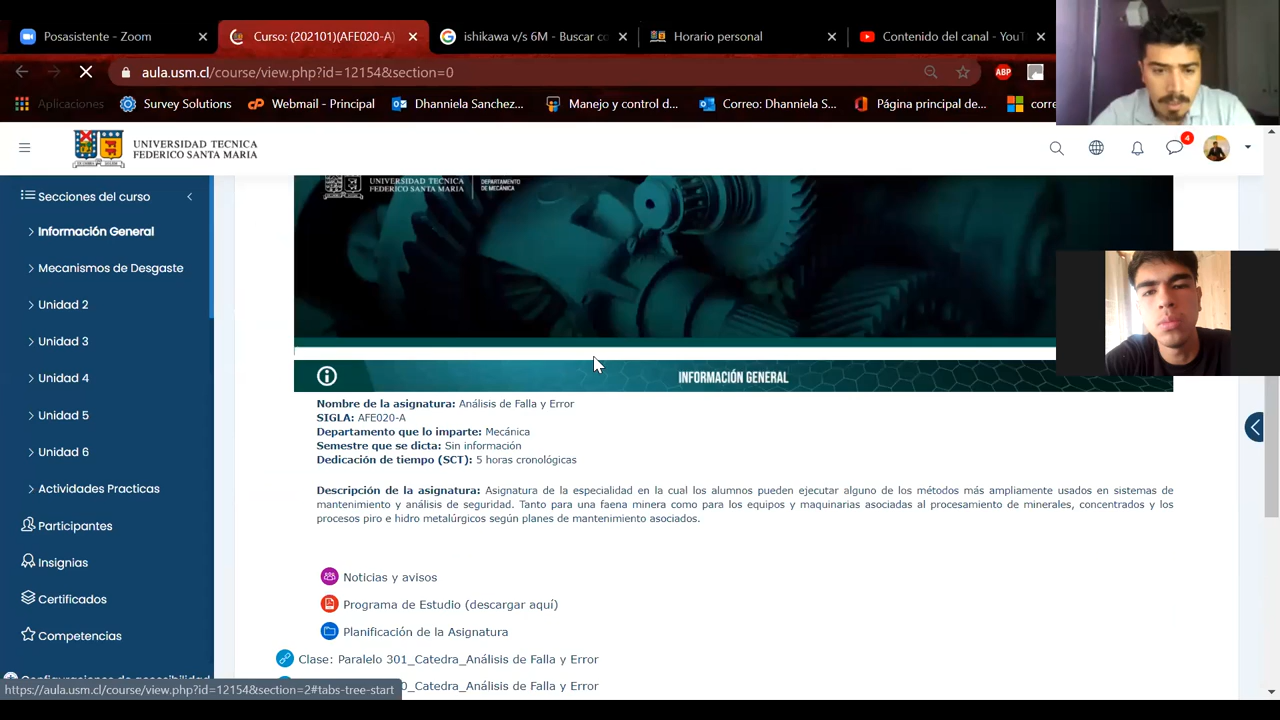 Posasistente - Zoom
Curso: (202101)(AFE020-A)
ishikawa v/s 6M - Buscar co
Horario personal
Contenido del canal - YouT
aula.usm.cl/course/view.php?id=12154&section=0
ABP
Aplicaciones
Survey Solutions
Webmail - Principal
Dhanniela Sanchez...
Manejo y control d...
Correo: Dhanniela S...
Página principal de...
corre
UNIVERSIDAD TECNICA
FEDERICO SANTA MARIA
4
Secciones del curso
Información General
Mecanismos de Desgaste
Unidad 2
Unidad 3
Unidad 4
Unidad 5
Unidad 6
Actividades Practicas
Participantes
Insignias
Certificados
Competencias
Configuraciones de accesibilidad
https://aula.usm.cl/course/view.php?id=12154&section=2#tabs-tree-start
UNIVERSIDAD TECNICA
FEDERICO SANTA MARIA
DEPARTAMENTO
DE MECÁNICA
INFORMACIÓN GENERAL
Nombre de la asignatura: Análisis de Falla y Error
SIGLA: AFE020-A
Departamento que lo imparte: Mecánica
Semestre que se dicta: Sin información
Dedicación de tiempo (SCT): 5 horas cronológicas
Descripción de la asignatura: Asignatura de la especialidad en la cual los alumnos pueden ejecutar alguno de los métodos más ampliamente usados en sistemas de
mantenimiento y análisis de seguridad. Tanto para una faena minera como para los equipos y maquinarias asociadas al procesamiento de minerales, concentrados y los
procesos piro e hidro metalúrgicos según planes de mantenimiento asociados.
Noticias y avisos
Programa de Estudio (descargar aquí)
Planificación de la Asignatura
Clase: Paralelo 301_Catedra_Análisis de Falla y Error
0_Catedra_Análisis de Falla y Error